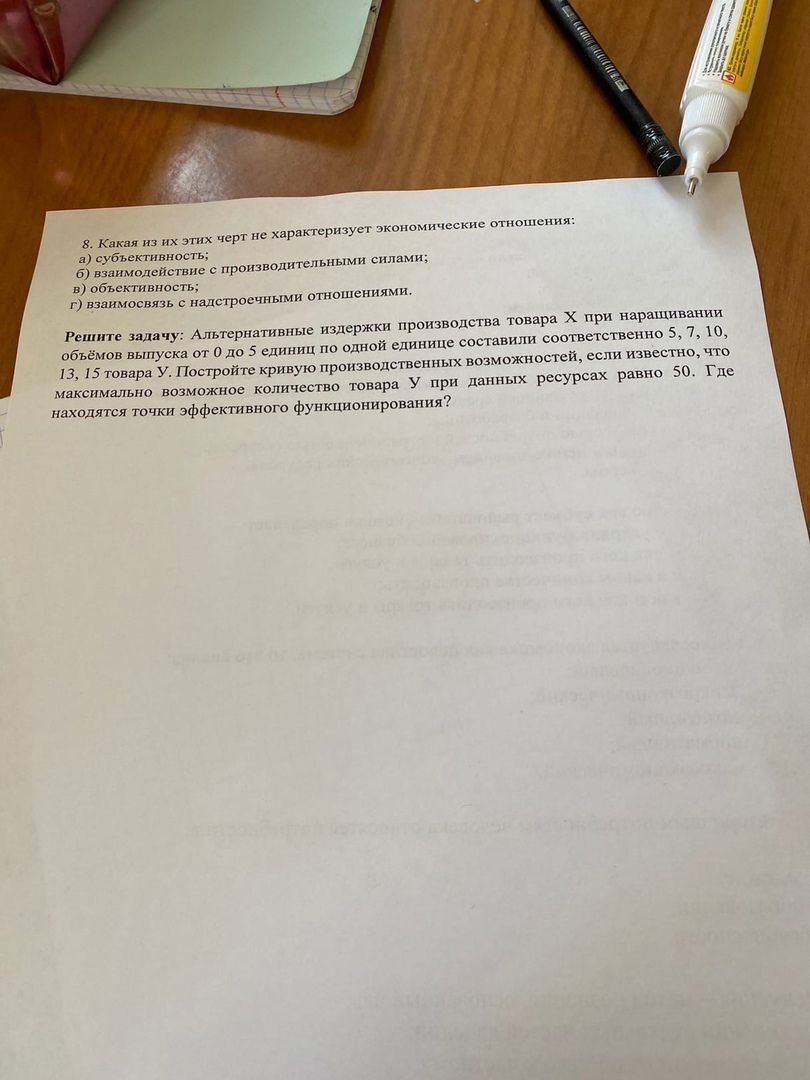 8. Какая из их этих черт не характеризует экономические отношения:
а) субъективность;
б) взаимодействие с производительными силами;
в) объективность;
г) взаимосвязь с надстроечными отношениями.
Решите задачу: Альтернативные издержки производства товара Х при наращивании
объёмов выпуска от 0 до 5 единиц по одной единице составили соответственно 5, 7, 10,
13, 15 товара У. Постройте кривую производственных возможностей, если известно, что
максимально возможное количество товара У при данных ресурсах равно 50. Где
находятся точки эффективного функционирования?